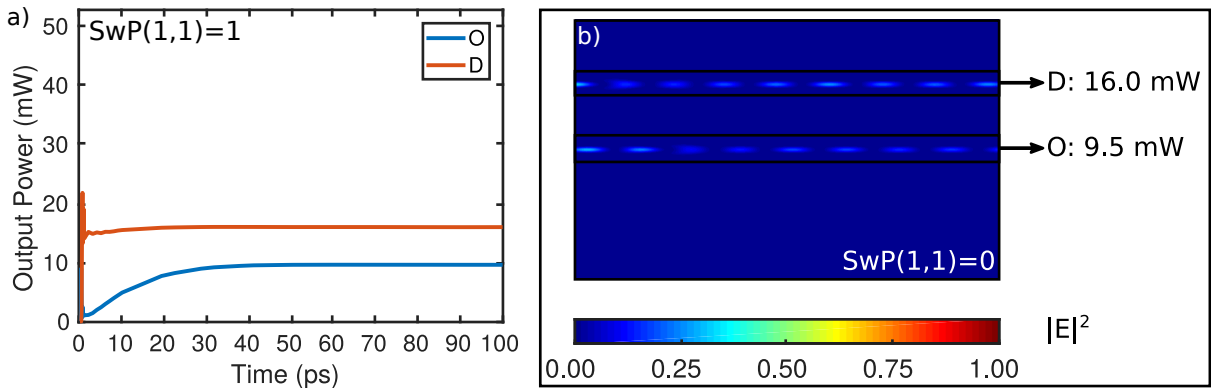 a)
SwP(1,1)=1
O
D
Output Power (mW)
50
40
30
20
10
0
0 10 20 30 40 50 60 70 80 90 100
Time (ps)
b)
D: 16.0 mW
O: 9.5 mW
SwP(1,1)=0
|E|²
0.00 0.25 0.50 0.75 1.00